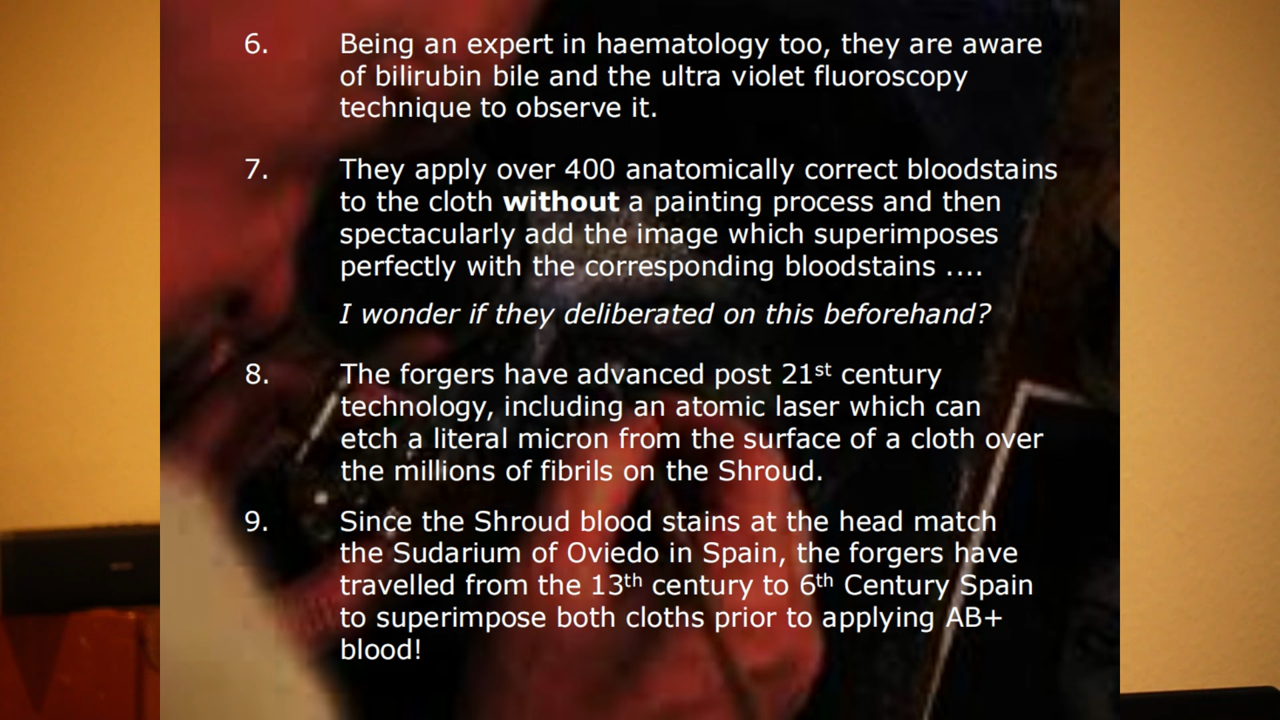 6. Being an expert in haematology too, they are aware
of bilirubin bile and the ultra violet fluoroscopy
technique to observe it.
7. They apply over 400 anatomically correct bloodstains
to the cloth without a painting process and then
spectacularly add the image which superimposes
perfectly with the corresponding bloodstains ....
I wonder if they deliberated on this beforehand?
8. The forgers have advanced post 21st century
technology, including an atomic laser which can
etch a literal micron from the surface of a cloth over
the millions of fibrils on the Shroud.
9. Since the Shroud blood stains at the head match
the Sudarium of Oviedo in Spain, the forgers have
travelled from the 13th century to 6th Century Spain
to superimpose both cloths prior to applying AB+
blood!